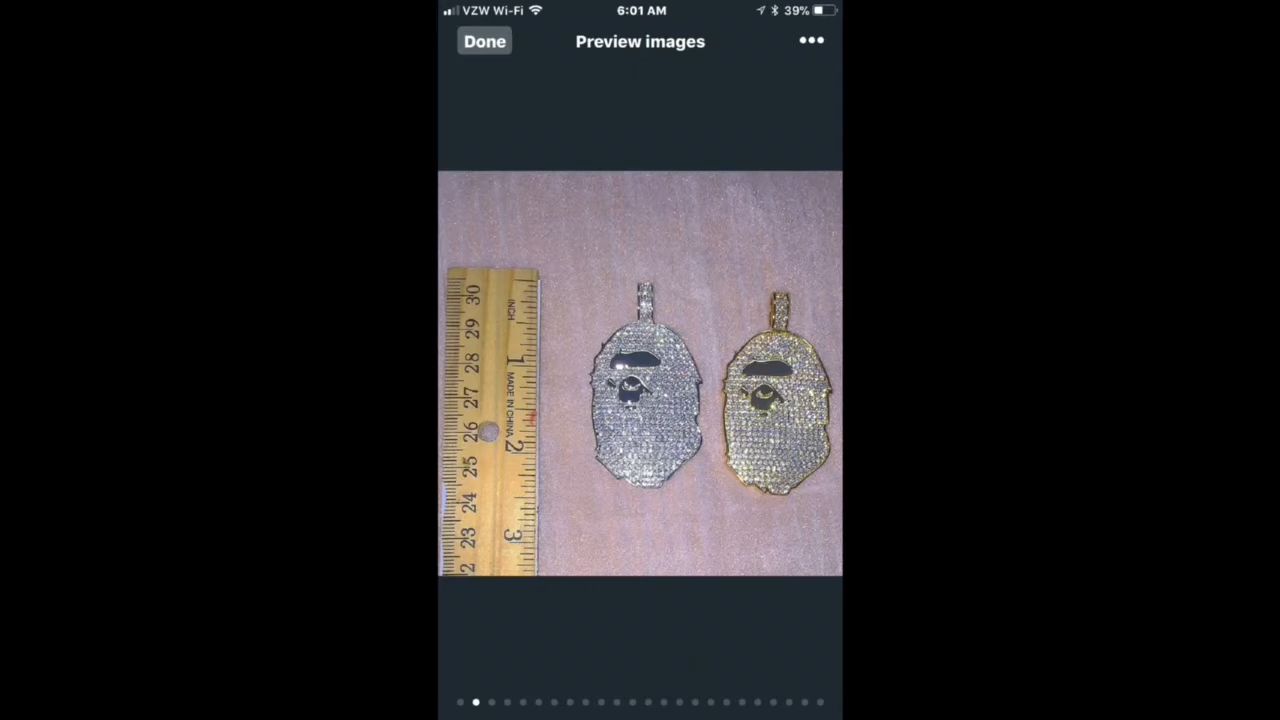 VZW Wi-Fi
6:01 AM
39%
Done
Preview images
•••
30
29
28
27
26
25
24
23
2
INCH
1
MADE IN CHINA
2
3